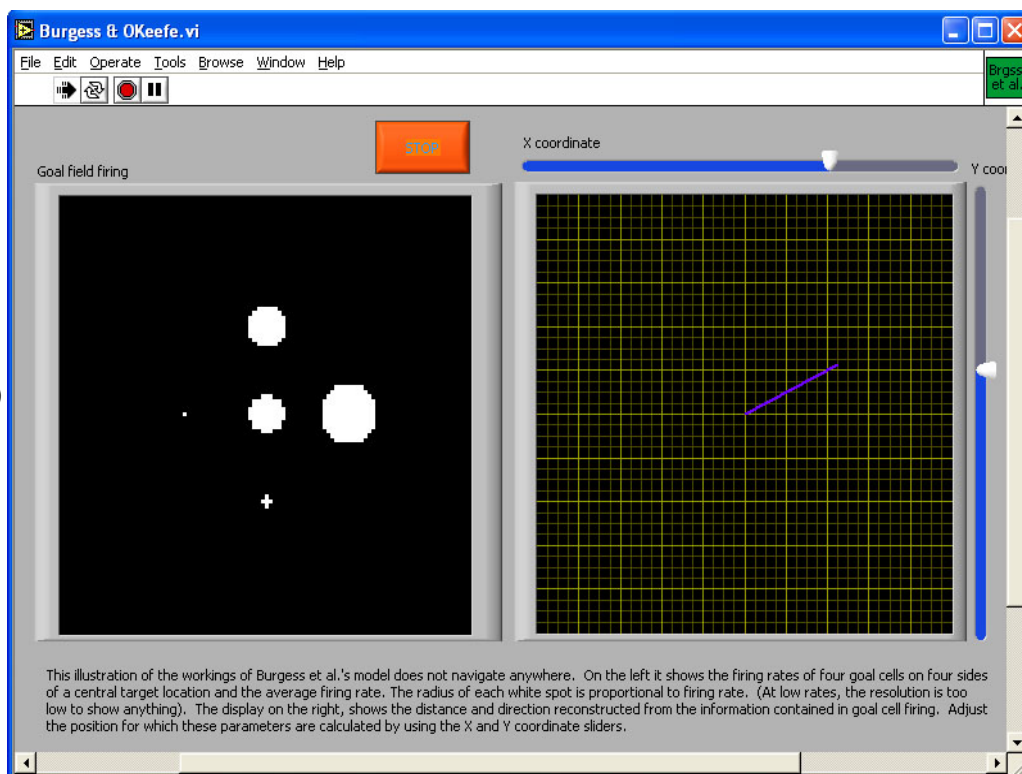 Burgess & OKeefe.vi
File Edit Operate Tools Browse Window Help
Brgss
et al.
STOP
X coordinate
Goal field firing
Y coor
This illustration of the workings of Burgess et al.'s model does not navigate anywhere. On the left it shows the firing rates of four goal cells on four sides
of a central target location and the average firing rate. The radius of each white spot is proportional to firing rate. (At low rates, the resolution is too
low to show anything). The display on the right, shows the distance and direction reconstructed from the information contained in goal cell firing. Adjust
the position for which these parameters are calculated by using the X and Y coordinate sliders.